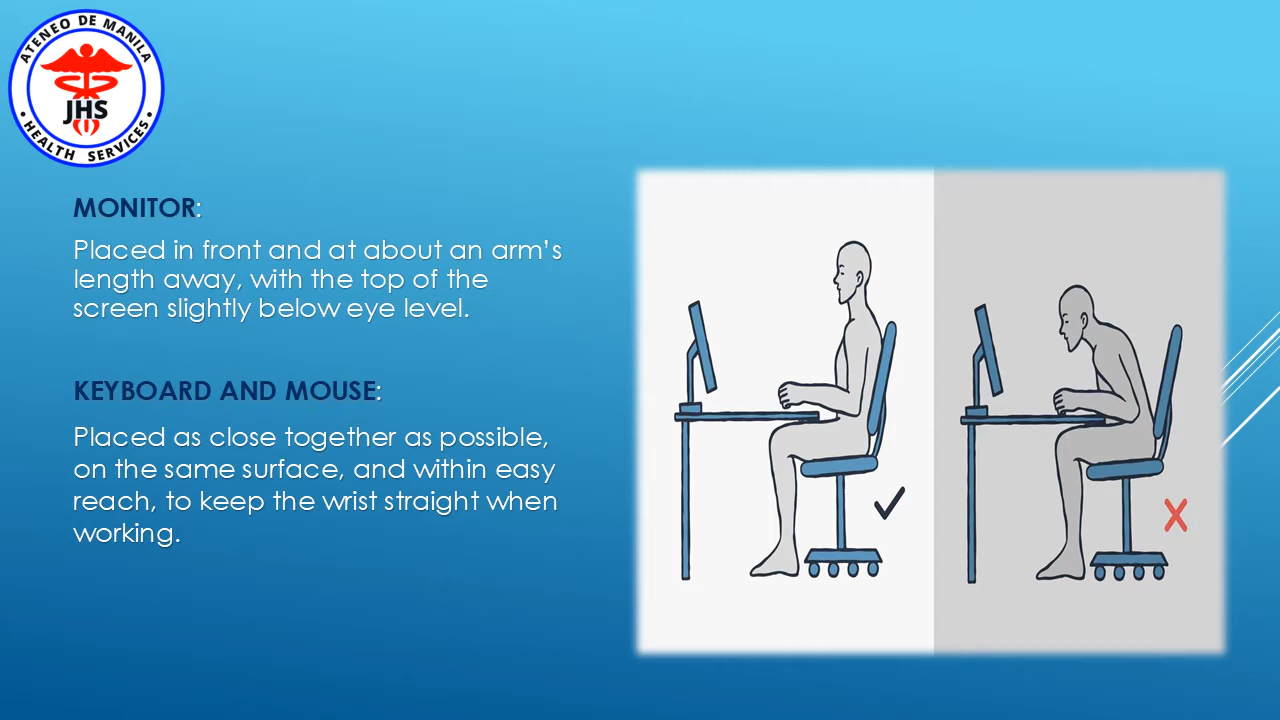 ATENEO DE MANILA
JHS
• HEALTH SERVICES •
MONITOR:
Placed in front and at about an arm’s
length away, with the top of the
screen slightly below eye level.
KEYBOARD AND MOUSE:
Placed as close together as possible,
on the same surface, and within easy
reach, to keep the wrist straight when
working.